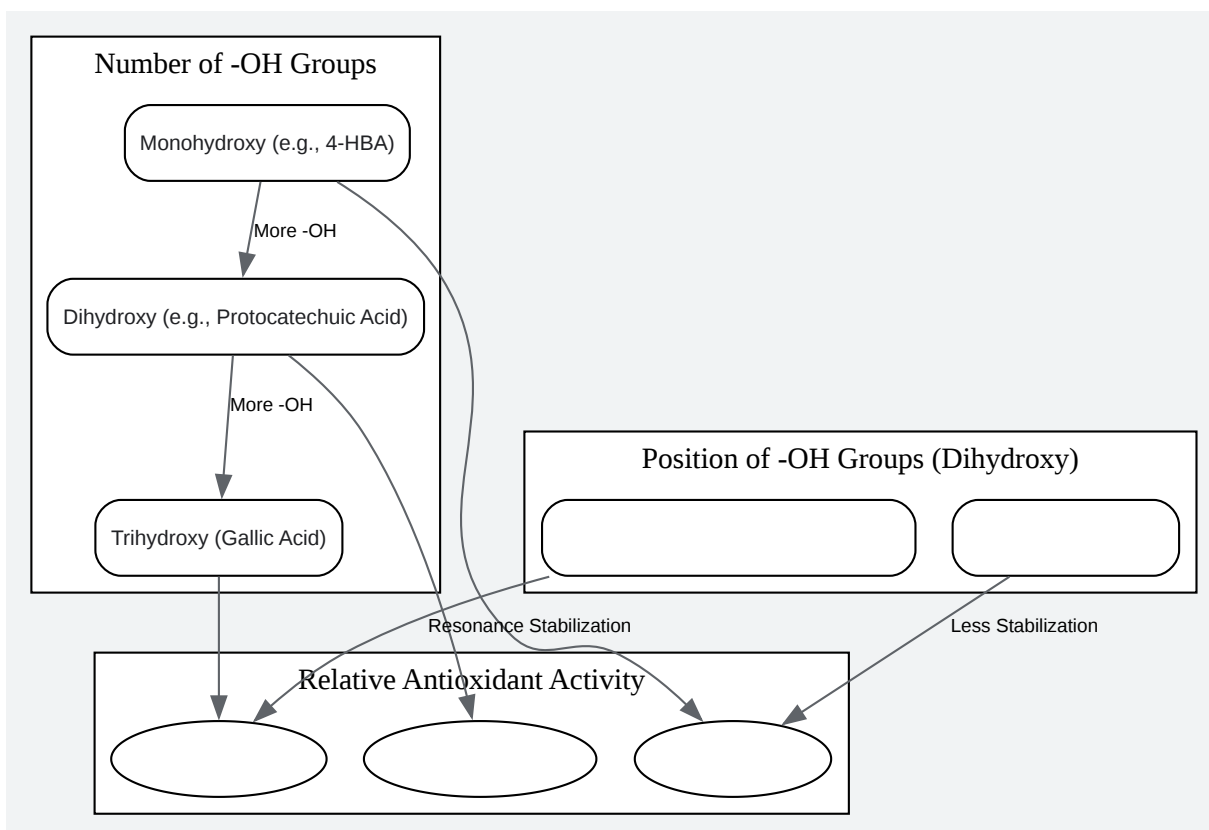 Number of -OH Groups
Monohydroxy (e.g., 4-HBA)
More -OH
Dihydroxy (e.g., Protocatechuic Acid)
More -OH
Position of -OH Groups (Dihydroxy)
Trihydroxy (Gallic Acid)
Resonance Stabilization
Less Stabilization
Relative Antioxidant Activity